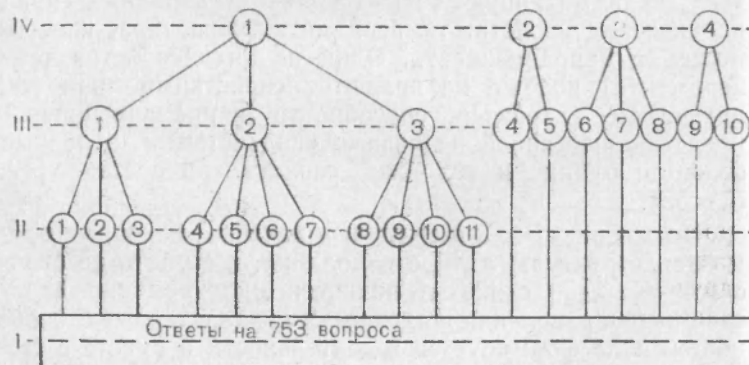 IV 1 2 3 4
III 1 2 3 4 5 6 7 8 9 10
II 1 2 3 4 5 6 7 8 9 10 11
Ответы на 753 вопроса
I